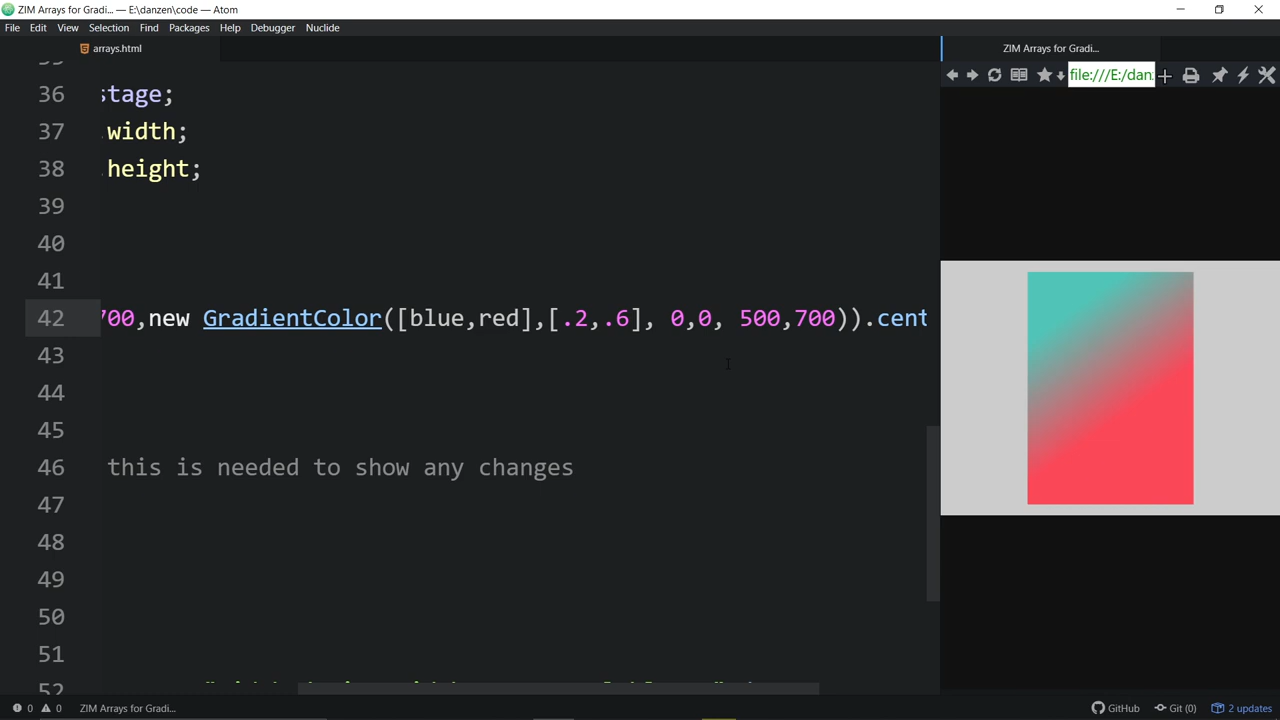 ZIM Arrays for Gradi... — E:\danzen\code — Atom
File Edit View Selection Find Packages Help Debugger Nuclide
arrays.html
ZIM Arrays for Gradi...
file:///E:/dan
36 stage;
37 .width;
38 .height;
39
40
41
42 700,new GradientColor([blue,red],[.2,.6], 0,0, 500,700)).cent
43
44
45
46 this is needed to show any changes
47
48
49
50
51
52
0 0 ZIM Arrays for Gradi...
GitHub Git (0) 2 updates